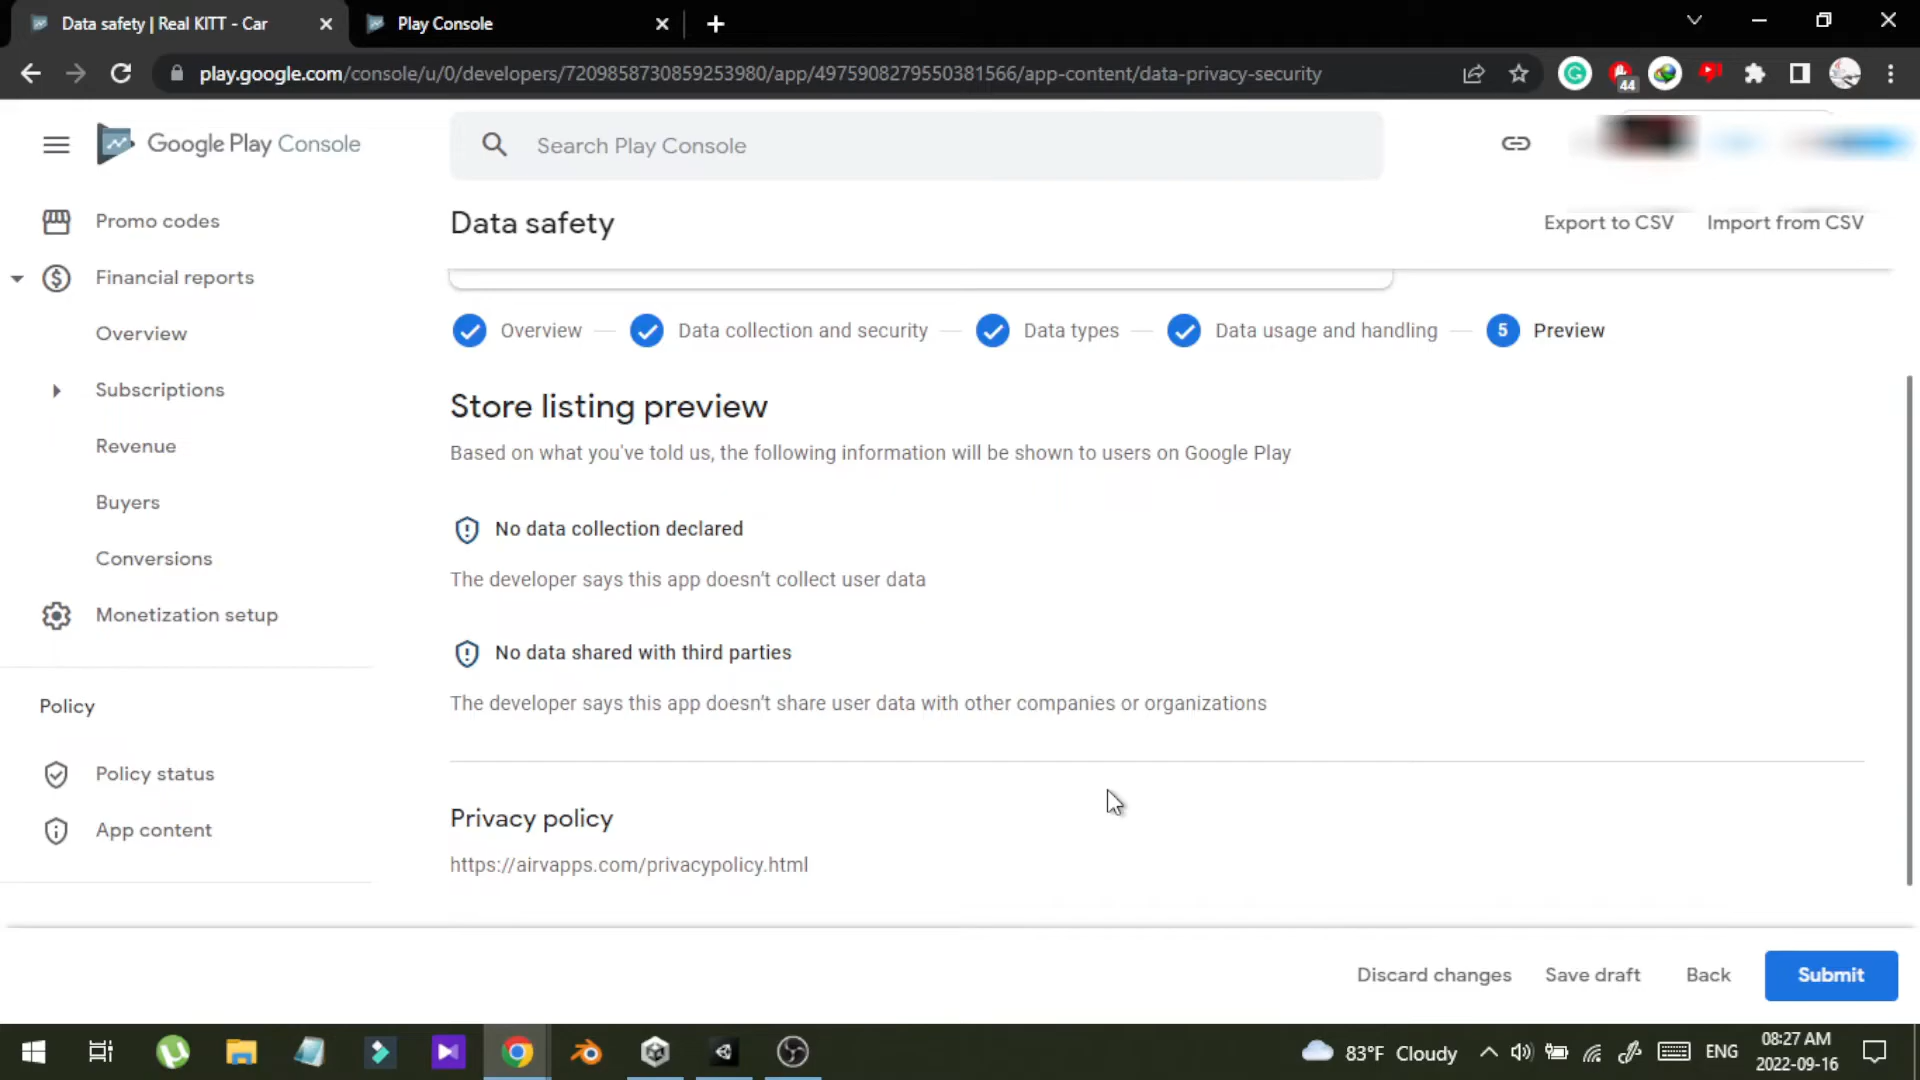 Data safety | Real KITT - Car
Play Console
play.google.com/console/u/0/developers/7209858730859253980/app/4975908279550381566/app-content/data-privacy-security
44
Google Play Console
Search Play Console
Promo codes
Financial reports
Overview
Subscriptions
Revenue
Buyers
Conversions
Monetization setup
Policy
Policy status
App content
Data safety
Export to CSV
Import from CSV
Overview
Data collection and security
Data types
Data usage and handling
5 Preview
Store listing preview
Based on what you've told us, the following information will be shown to users on Google Play
No data collection declared
The developer says this app doesn't collect user data
No data shared with third parties
The developer says this app doesn't share user data with other companies or organizations
Privacy policy
https://airvapps.com/privacypolicy.html
Discard changes
Save draft
Back
Submit
83°F Cloudy
ENG
08:27 AM
2022-09-16